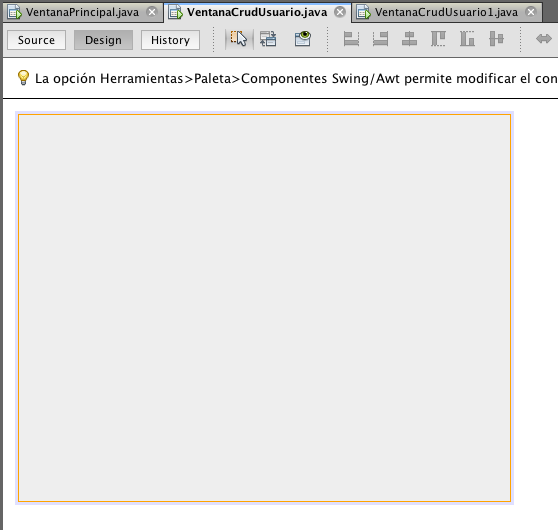 VentanaPrincipal.java VentanaCrudUsuario.java VentanaCrudUsuario1.java
Source Design History
La opción Herramientas>Paleta>Componentes Swing/Awt permite modificar el con